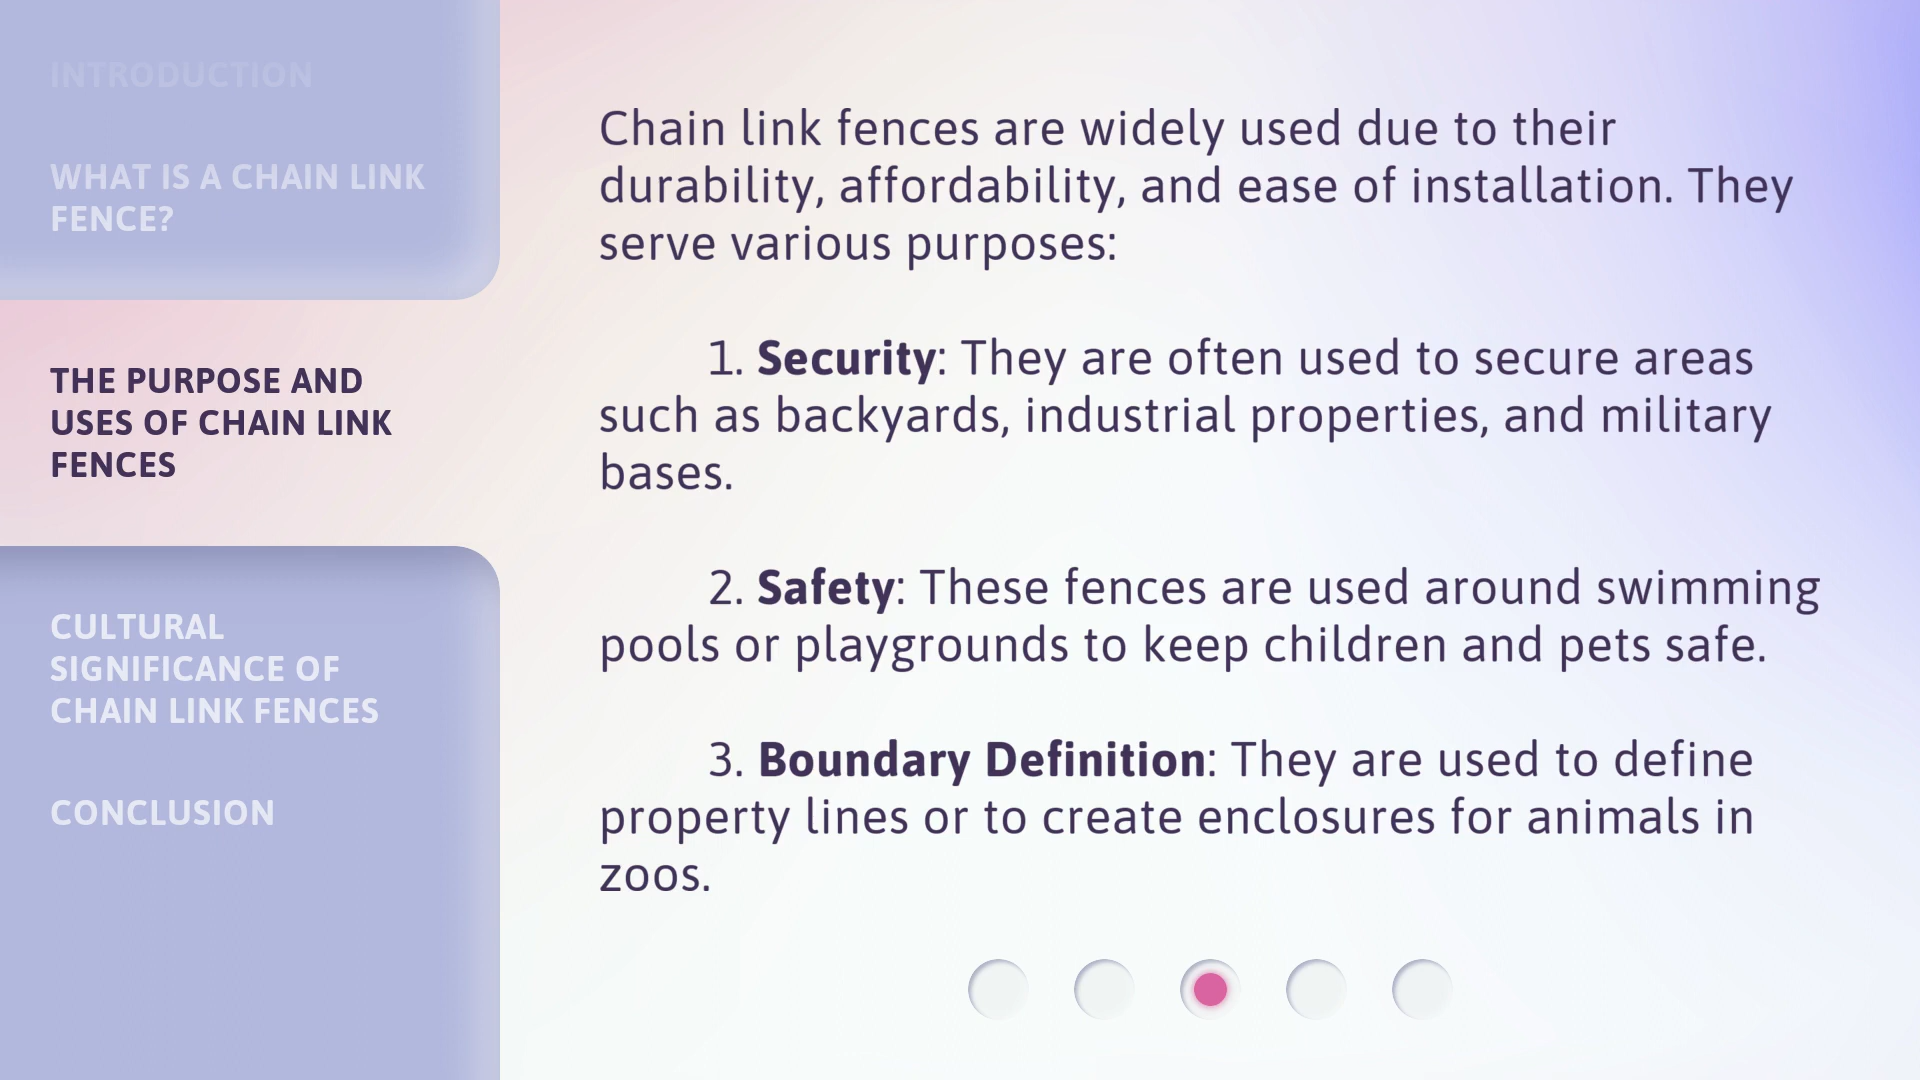 INTRODUCTION
WHAT IS A CHAIN LINK
FENCE?
THE PURPOSE AND
USES OF CHAIN LINK
FENCES
CULTURAL
SIGNIFICANCE OF
CHAIN LINK FENCES
CONCLUSION
Chain link fences are widely used due to their
durability, affordability, and ease of installation. They
serve various purposes:
1. Security: They are often used to secure areas
such as backyards, industrial properties, and military
bases.
2. Safety: These fences are used around swimming
pools or playgrounds to keep children and pets safe.
3. Boundary Definition: They are used to define
property lines or to create enclosures for animals in
zoos.